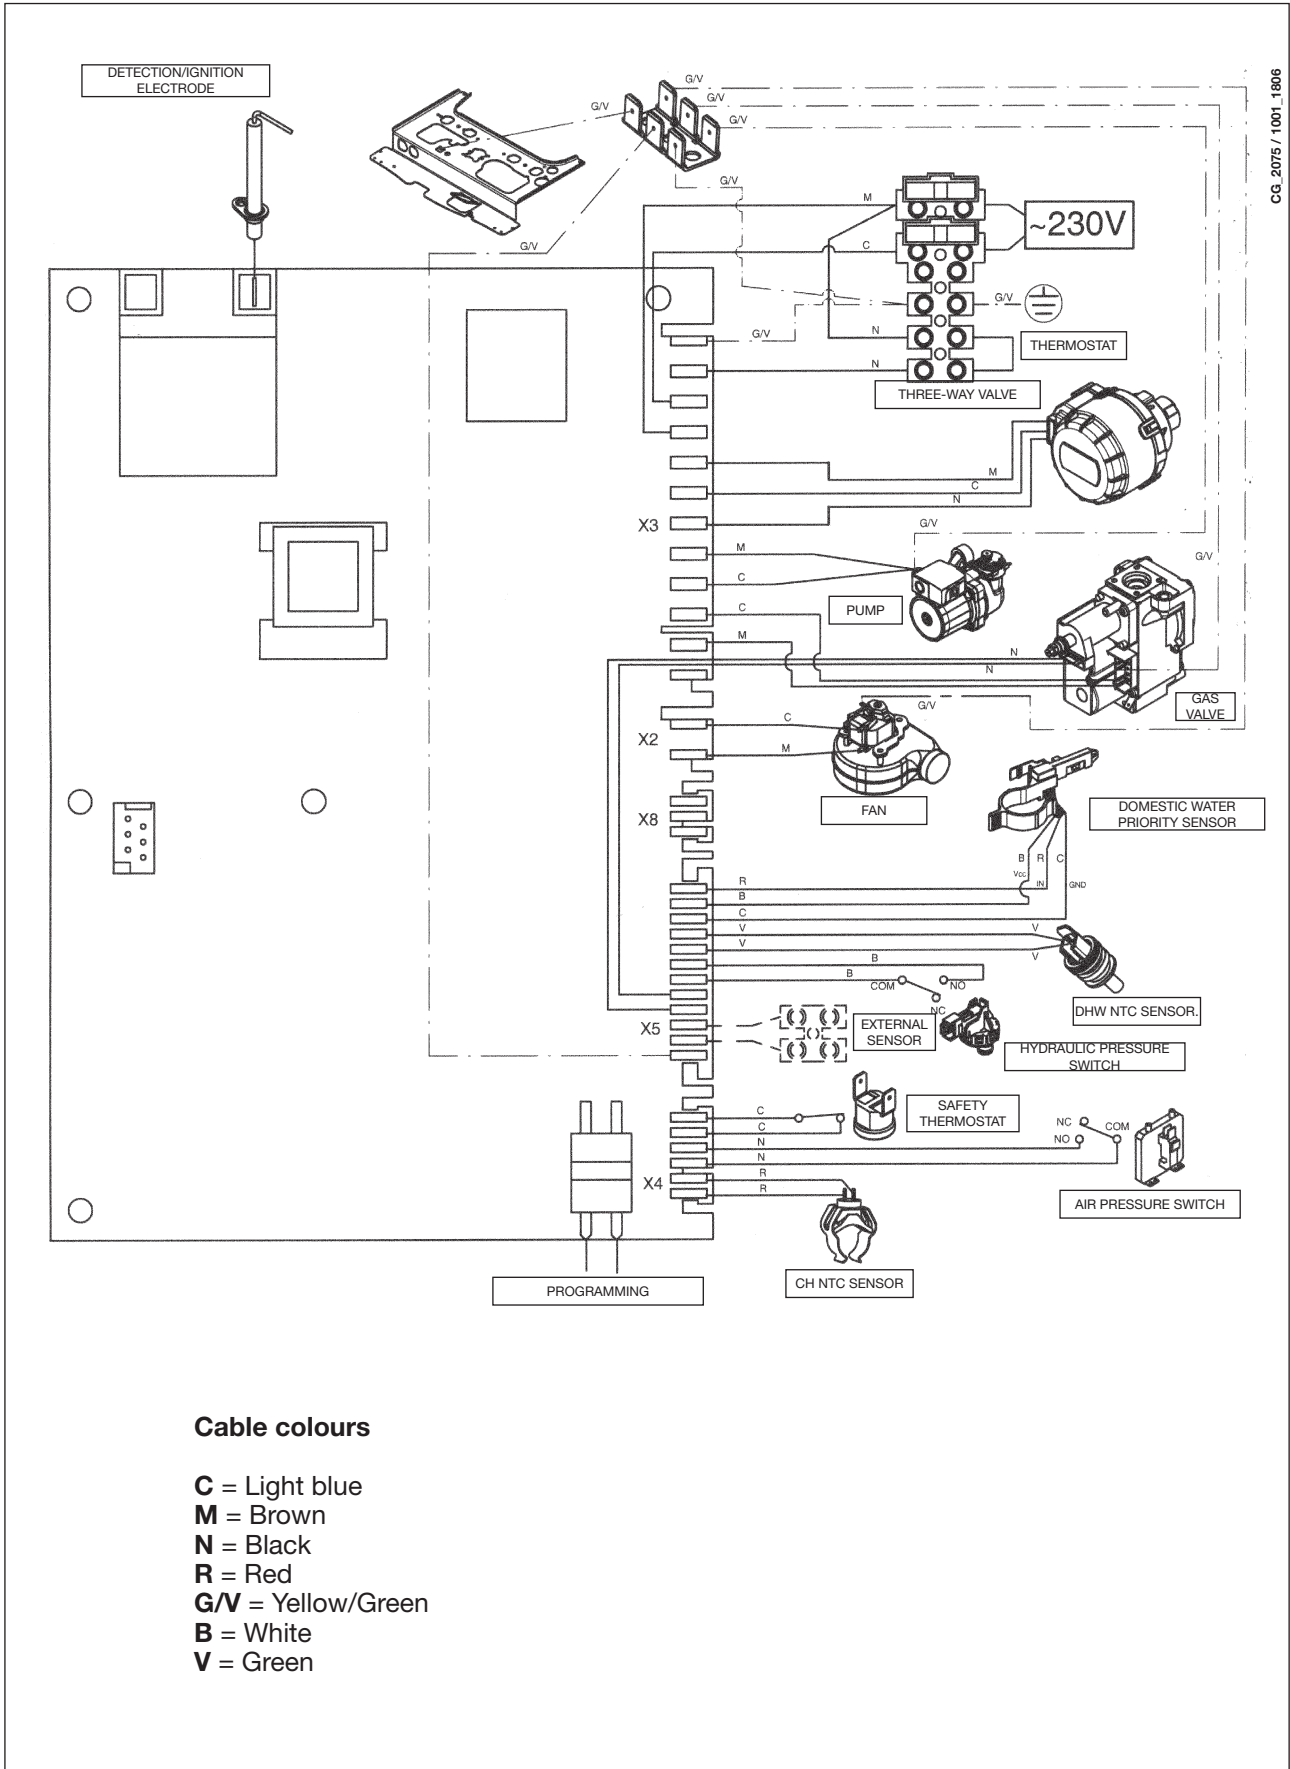 DETECTION/IGNITION
ELECTRODE
G/V
G/V
G/V
G/V
G/V
G/V
CG_2075 / 1001_1806
M
C
~230V
G/V
G/V
N
THERMOSTAT
N
THREE-WAY VALVE
M
C
N
X3
G/V
M
G/V
C
PUMP
C
M
N
N
GAS
VALVE
G/V
C
X2
M
FAN
DOMESTIC WATER
PRIORITY SENSOR
X8
B R C
Vcc
IN
GND
R
B
C
V
V
V
V
B
B
COM
NO
NC
DHW NTC SENSOR.
X5
EXTERNAL
SENSOR
HYDRAULIC PRESSURE
SWITCH
SAFETY
THERMOSTAT
C
C
N
N
NC
NO
COM
R
R
X4
AIR PRESSURE SWITCH
CH NTC SENSOR
PROGRAMMING
Cable colours
C = Light blue
M = Brown
N = Black
R = Red
G/V = Yellow/Green
B = White
V = Green